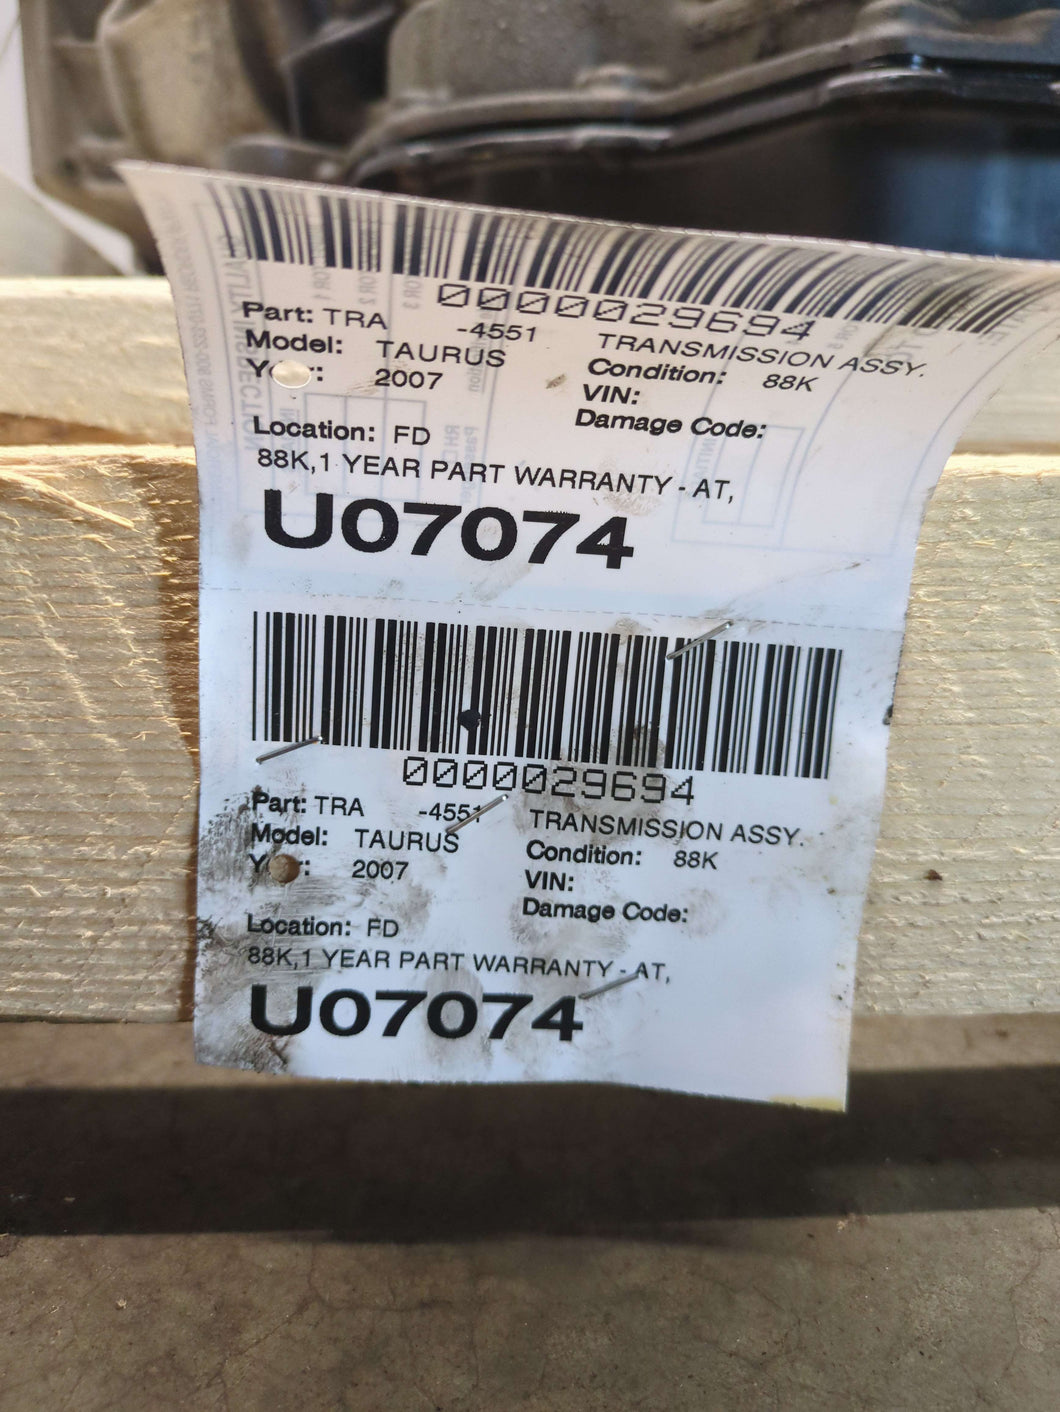 0000029694
Part: TRA -4551 TRANSMISSION ASSY.
Model: TAURUS Condition: 88K
2007 VIN:
Damage Code:
Location: FD
88K,1 YEAR PART WARRANTY - AT,
U07074
0000029694
Part: TRA -4551 TRANSMISSION ASSY.
Model: TAURUS Condition: 88K
2007 VIN:
Damage Code:
Location: FD
88K,1 YEAR PART WARRANTY - AT,
U07074